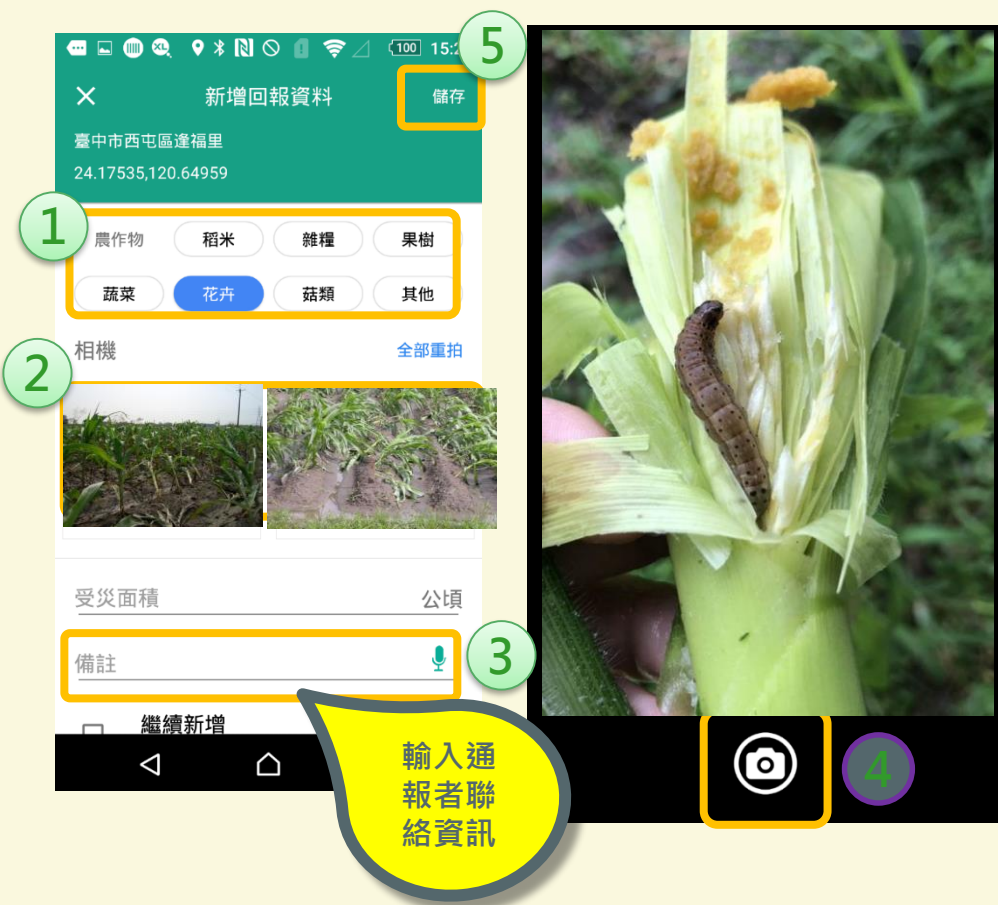 100 15:2
5
新增回報資料
儲存
臺中市西屯區逢福里
24.17535,120.64959
1
農作物
稻米
雜糧
果樹
蔬菜
花卉
菇類
其他
相機
全部重拍
2
受災面積
公頃
備註
3
繼續新增
輸入通
報者聯
絡資訊
4